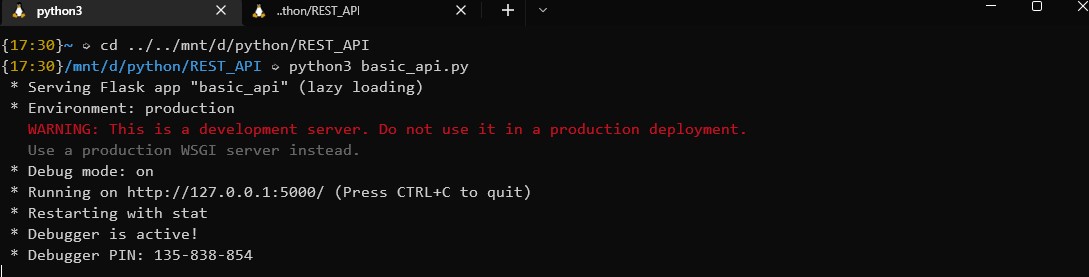 python3
..thon/REST_API
{17:30}~ cd ../../mnt/d/python/REST_API
{17:30}/mnt/d/python/REST_API python3 basic_api.py
* Serving Flask app "basic_api" (lazy loading)
* Environment: production
WARNING: This is a development server. Do not use it in a production deployment.
Use a production WSGI server instead.
* Debug mode: on
* Running on http://127.0.0.1:5000/ (Press CTRL+C to quit)
* Restarting with stat
* Debugger is active!
* Debugger PIN: 135-838-854